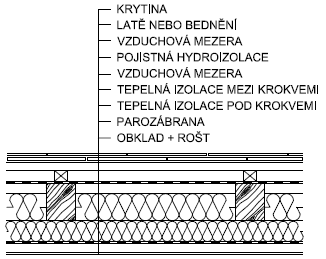 KRYTINA
LATĚ NEBO BEDNĚNÍ
VZDUCHOVÁ MEZERA
POJISTNÁ HYDROIZOLACE
VZDUCHOVÁ MEZERA
TEPELNÁ IZOLACE MEZI KROKVEMI
TEPELNÁ IZOLACE POD KROKVEMI
PAROZÁBRANA
OBKLAD + ROŠT